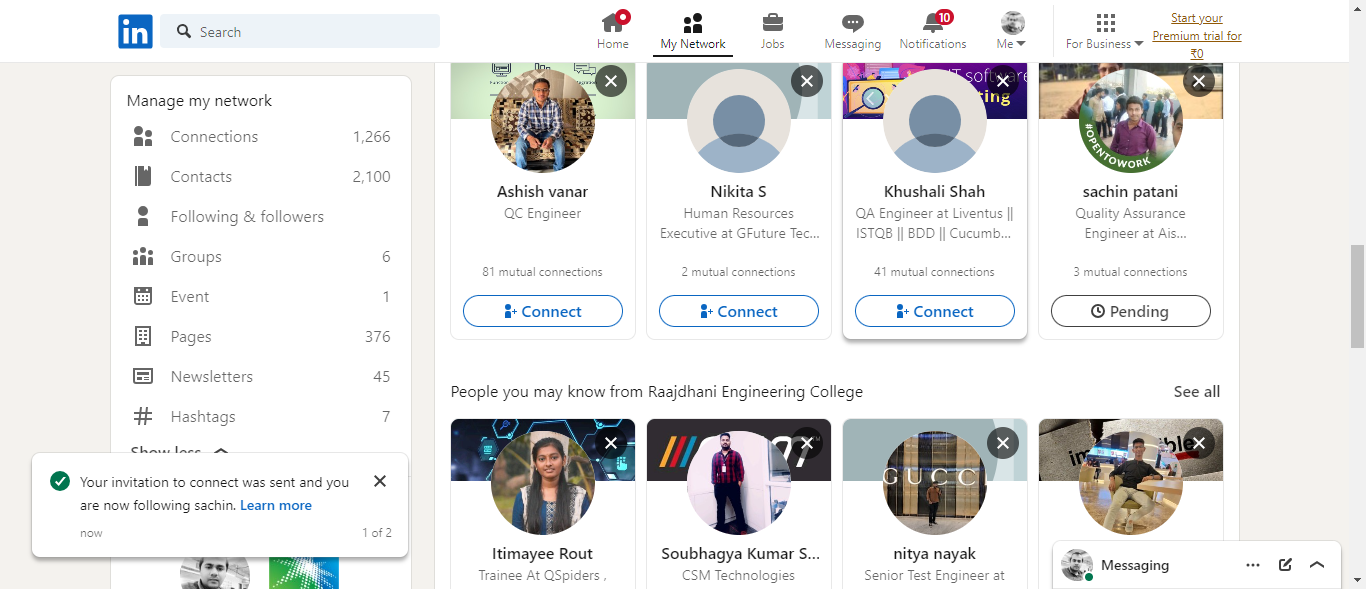 in
Search
Home
My Network
Jobs
Messaging
10
Notifications
Me
For Business
Start your
Premium trial for
₹0
Manage my network
Connections 1,266
Contacts 2,100
Following & followers
Groups 6
Event 1
Pages 376
Newsletters 45
Hashtags 7
Show less
Ashish vanar
QC Engineer
81 mutual connections
Connect
Nikita S
Human Resources
Executive at GFuture Tec...
2 mutual connections
Connect
IT software
Khushali Shah
QA Engineer at Liventus ||
ISTQB || BDD || Cucumb...
41 mutual connections
Connect
#OPENTOWORK
sachin patani
Quality Assurance
Engineer at Ais...
3 mutual connections
Pending
People you may know from Raajdhani Engineering College
See all
Itimayee Rout
Trainee At QSpiders ,
Soubhagya Kumar S...
CSM Technologies
GUCCI
nitya nayak
Senior Test Engineer at
Your invitation to connect was sent and you
are now following sachin. Learn more
now
1 of 2
Messaging